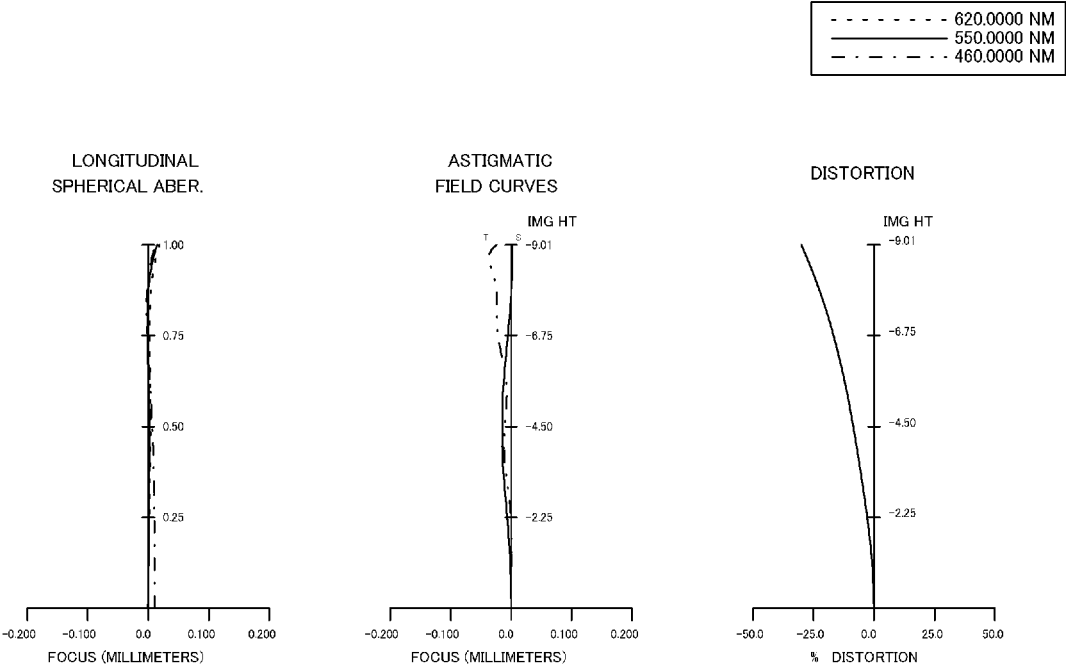 620.0000 NM
550.0000 NM
460.0000 NM
LONGITUDINAL
SPHERICAL ABER.
1.00
0.75
0.50
0.25
-0.200 -0.100 0.0 0.100 0.200
FOCUS (MILLIMETERS)
ASTIGMATIC
FIELD CURVES
IMG HT
T S
-9.01
-6.75
-4.50
-2.25
-0.200 -0.100 0.0 0.100 0.200
FOCUS (MILLIMETERS)
DISTORTION
IMG HT
-9.01
-6.75
-4.50
-2.25
-50.0 -25.0 0.0 25.0 50.0
% DISTORTION